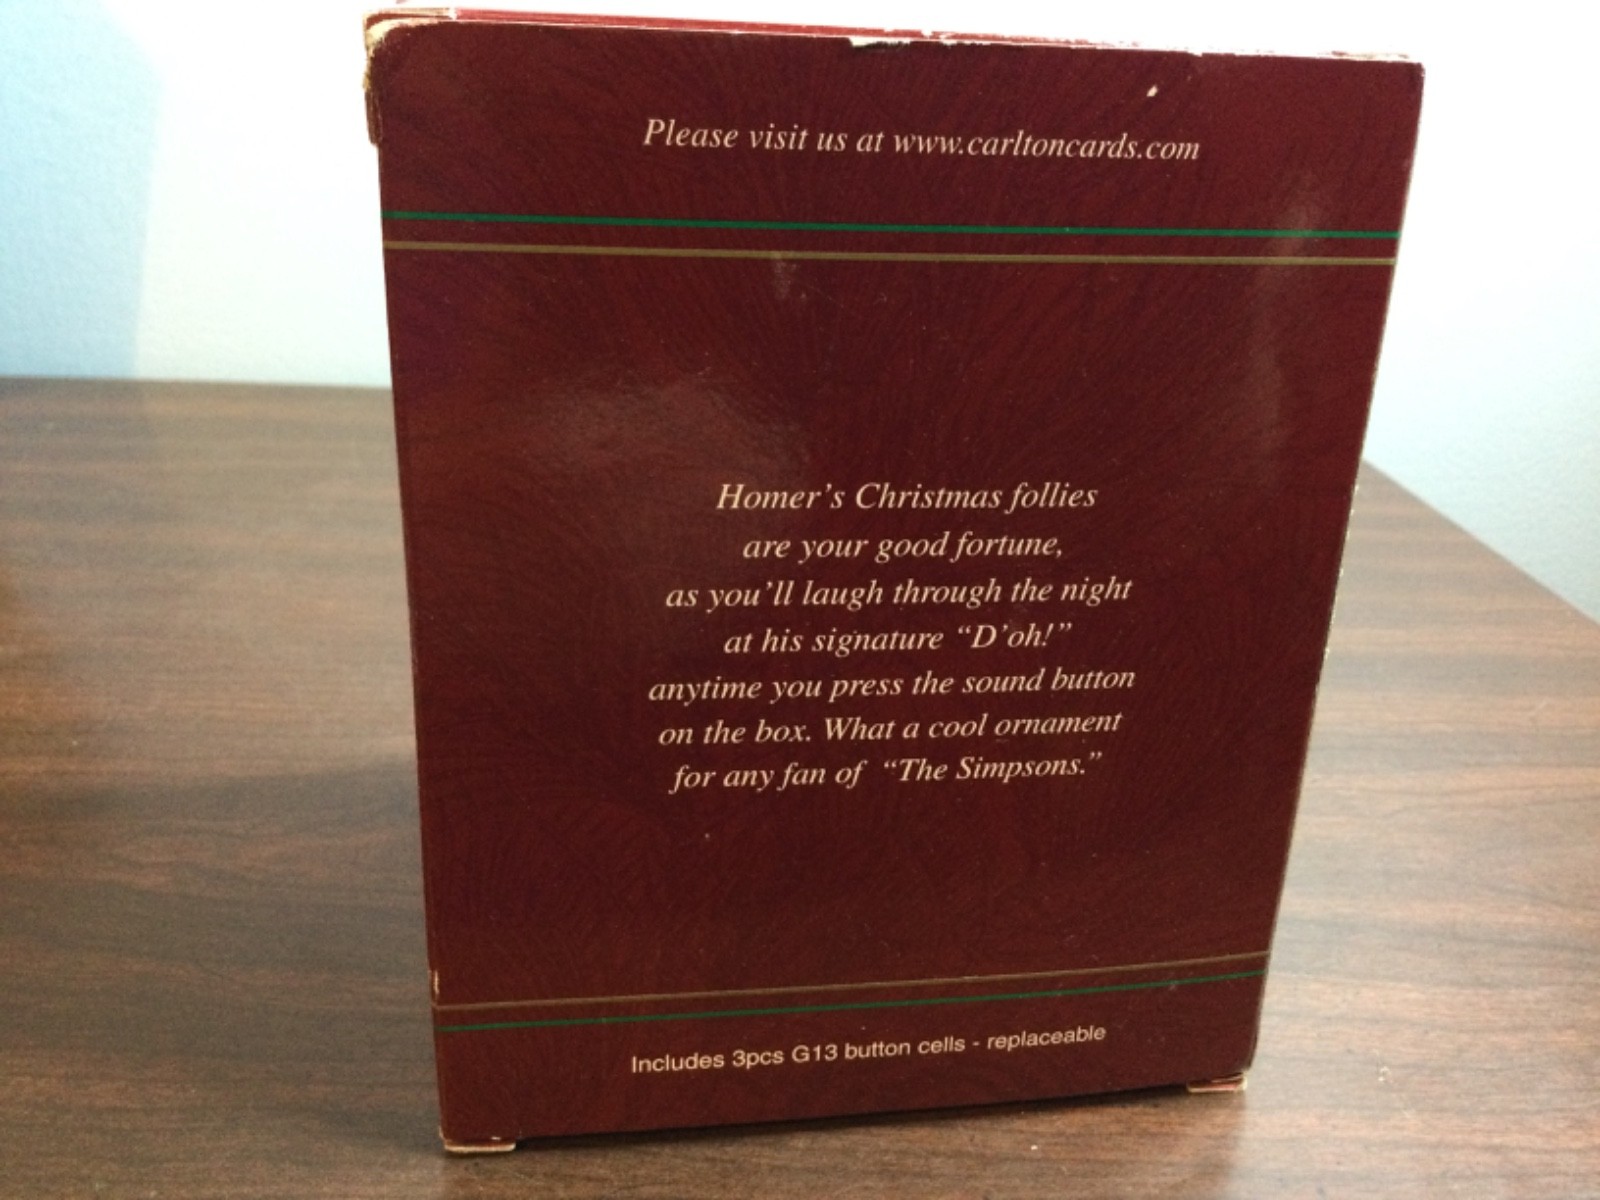 Please visit us at www.carltoncards.com
Homer's Christmas follies
are your good fortune,
as you'll laugh through the night
at his signature “D'oh!”
anytime you press the sound button
on the box. What a cool ornament
for any fan of “The Simpsons.”
Includes 3pcs G13 button cells - replaceable